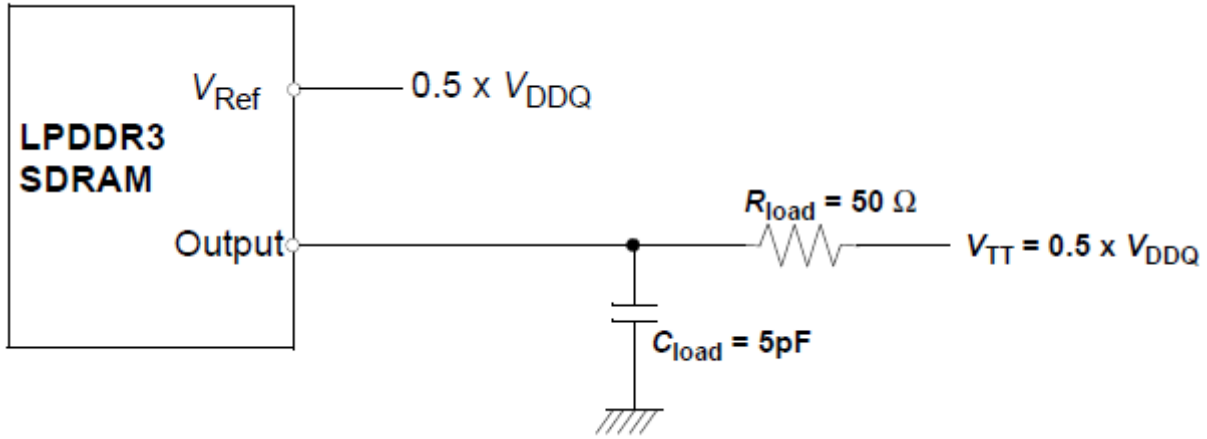 VRef
0.5 x VDDQ
LPDDR3
SDRAM
Rload = 50 Ω
Output
VTT = 0.5 x VDDQ
Cload = 5pF